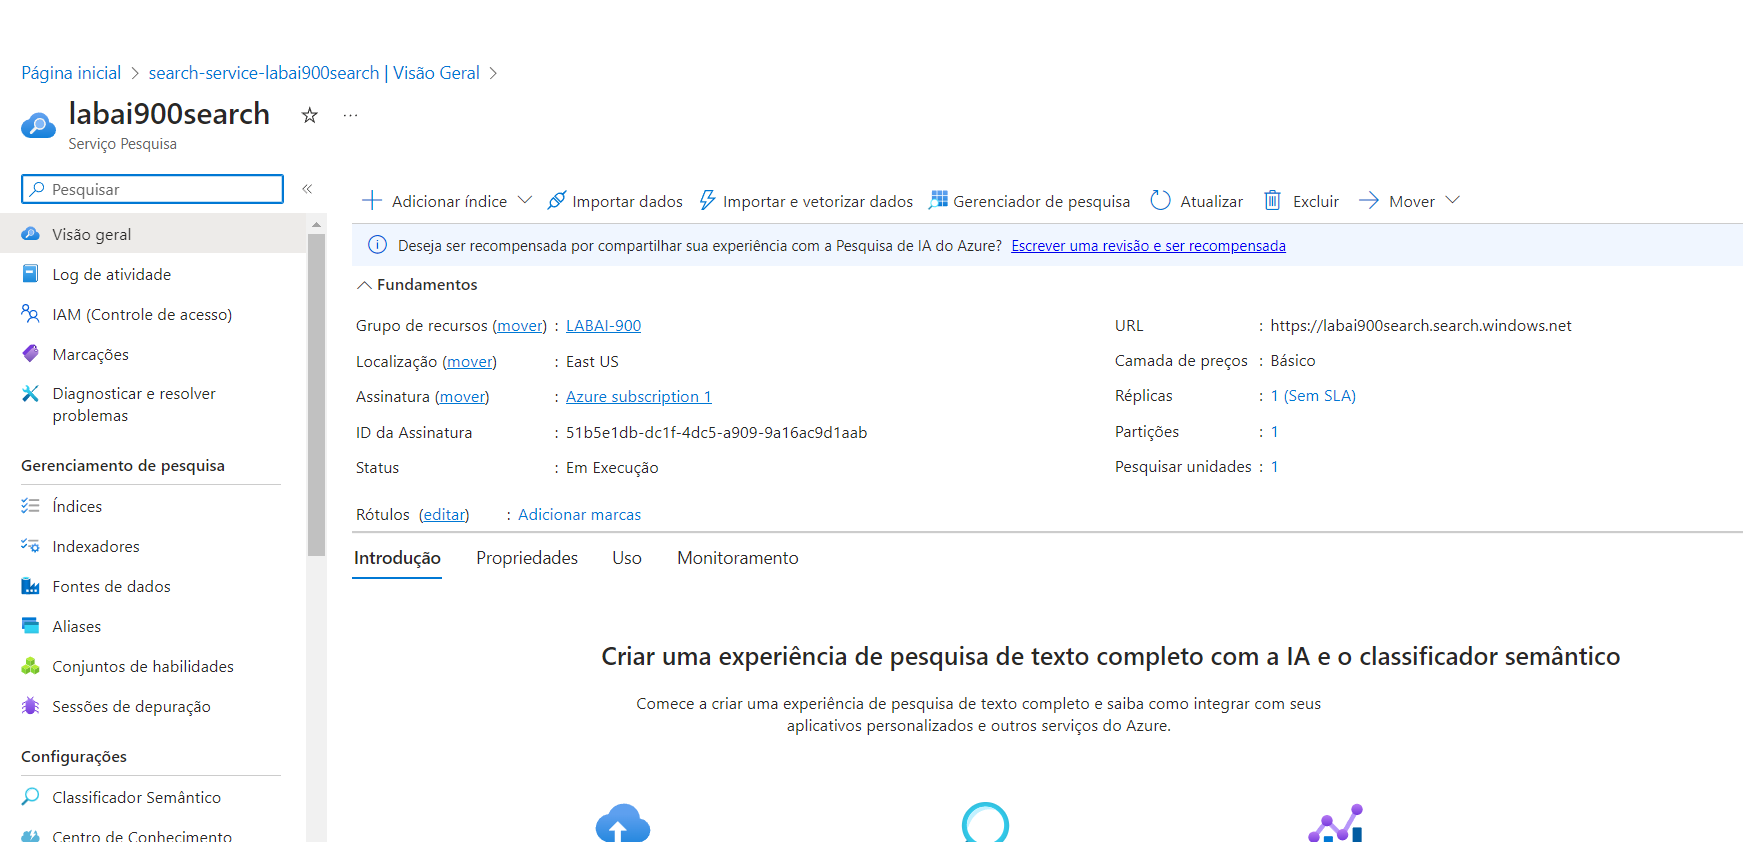 Página inicial > search-service-labai900search | Visão Geral >
labai900search
Serviço Pesquisa
Pesquisar
Visão geral
Log de atividade
IAM (Controle de acesso)
Marcações
Diagnosticar e resolver
problemas
Gerenciamento de pesquisa
Índices
Indexadores
Fontes de dados
Aliases
Conjuntos de habilidades
Sessões de depuração
Configurações
Classificador Semântico
Centro de Conhecimento
Adicionar índice Importar dados Importar e vetorizar dados Gerenciador de pesquisa Atualizar Excluir Mover
Deseja ser recompensada por compartilhar sua experiência com a Pesquisa de IA do Azure? Escrever uma revisão e ser recompensada
Fundamentos
Grupo de recursos (mover) : LABAI-900
Localização (mover) : East US
Assinatura (mover) : Azure subscription 1
ID da Assinatura : 51b5e1db-dc1f-4dc5-a909-9a16ac9d1aab
Status : Em Execução
URL : https://labai900search.search.windows.net
Camada de preços : Básico
Réplicas : 1 (Sem SLA)
Partições : 1
Pesquisar unidades : 1
Rótulos (editar) : Adicionar marcas
Introdução Propriedades Uso Monitoramento
Criar uma experiência de pesquisa de texto completo com a IA e o classificador semântico
Comece a criar uma experiência de pesquisa de texto completo e saiba como integrar com seus
aplicativos personalizados e outros serviços do Azure.